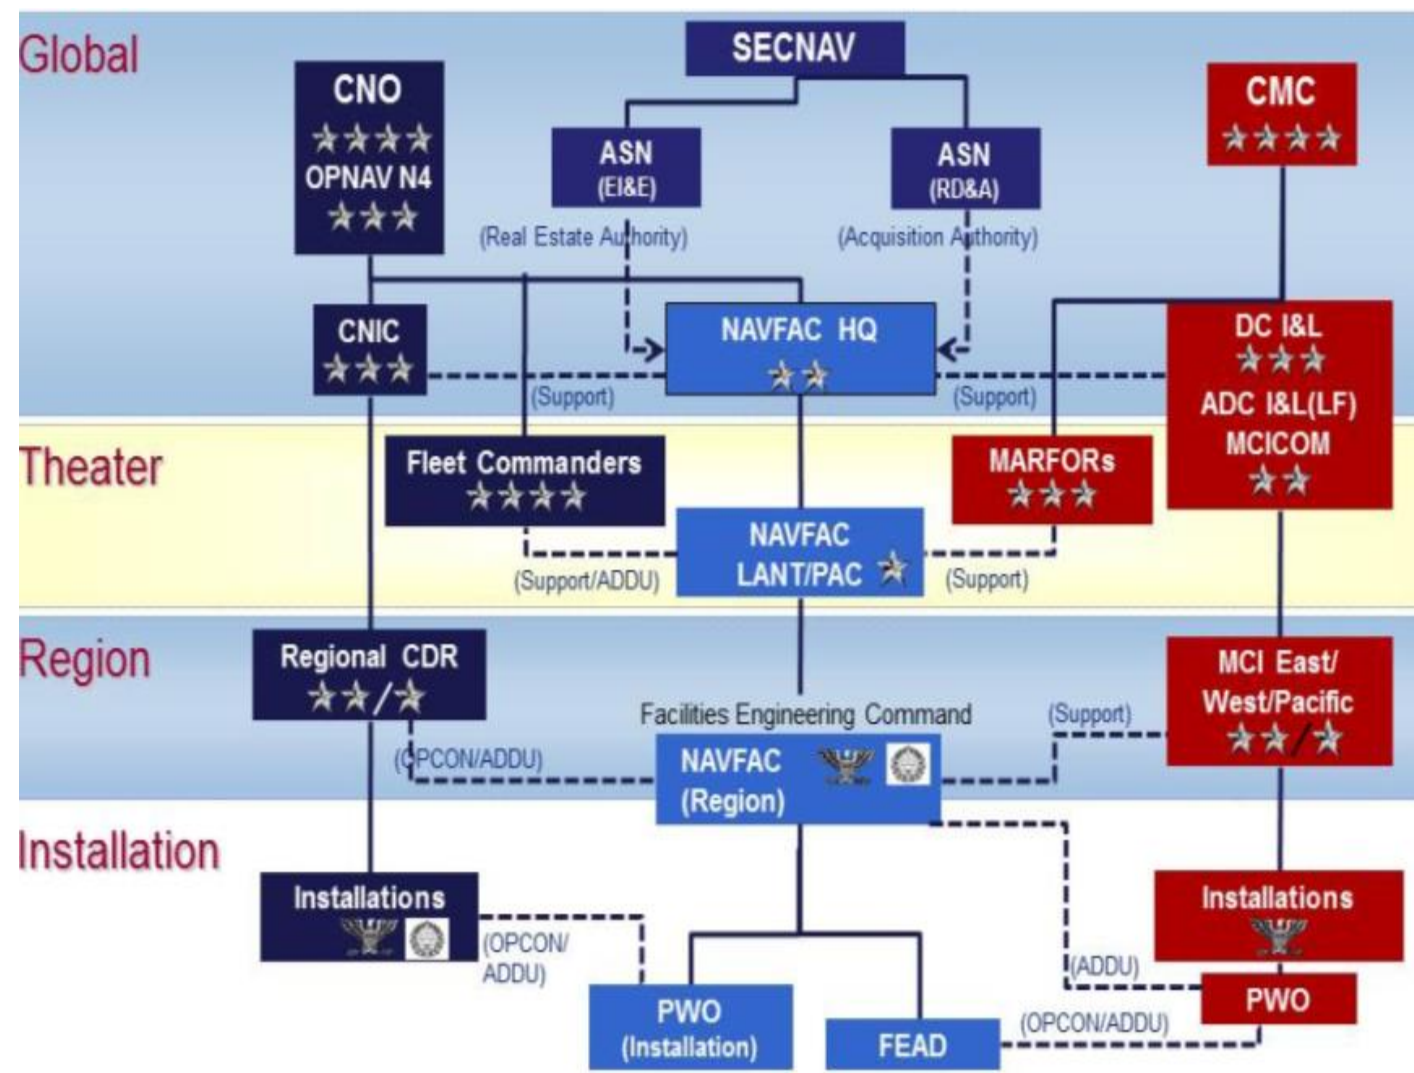 Global
SECNAV
CNO
OPNAV N4
CMC
ASN
(EI&E)
ASN
(RD&A)
(Real Estate Authority)
(Acquisition Authority)
CNIC
NAVFAC HQ
DC I&L
ADC I&L(LF)
MCICOM
(Support)
(Support)
Theater
Fleet Commanders
MARFORs
NAVFAC
LANT/PAC
(Support/ADDU)
(Support)
Region
Regional CDR
/
MCI East/
West/Pacific
/
Facilities Engineering Command
(Support)
(OPCON/ADDU)
NAVFAC
(Region)
Installation
Installations
Installations
(OPCON/
ADDU)
(ADDU)
PWO
(Installation)
FEAD
(OPCON/ADDU)
PWO